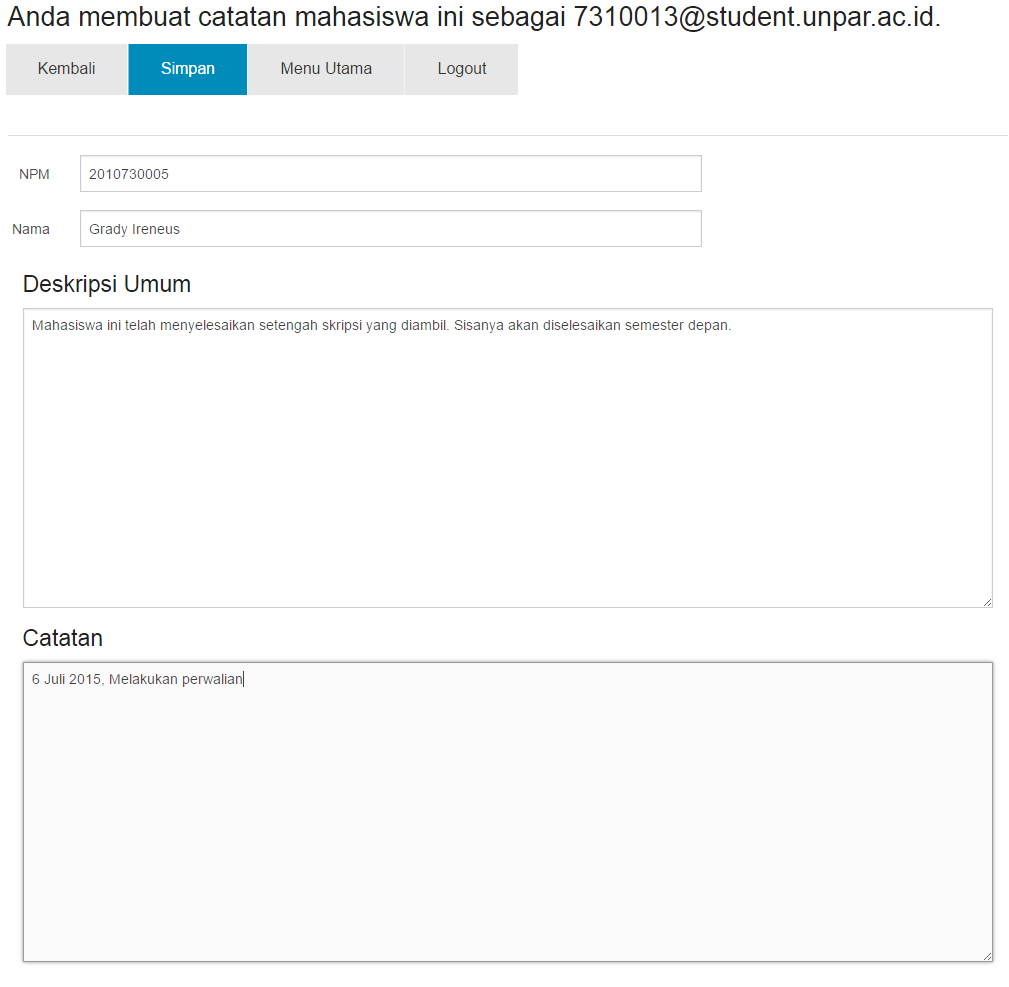 Anda membuat catatan mahasiswa ini sebagai 7310013@student.unpar.ac.id.
Kembali Simpan Menu Utama Logout
NPM 2010730005
Nama Grady Ireneus
Deskripsi Umum
Mahasiswa ini telah menyelesaikan setengah skripsi yang diambil. Sisanya akan diselesaikan semester depan.
Catatan
6 Juli 2015, Melakukan perwalian